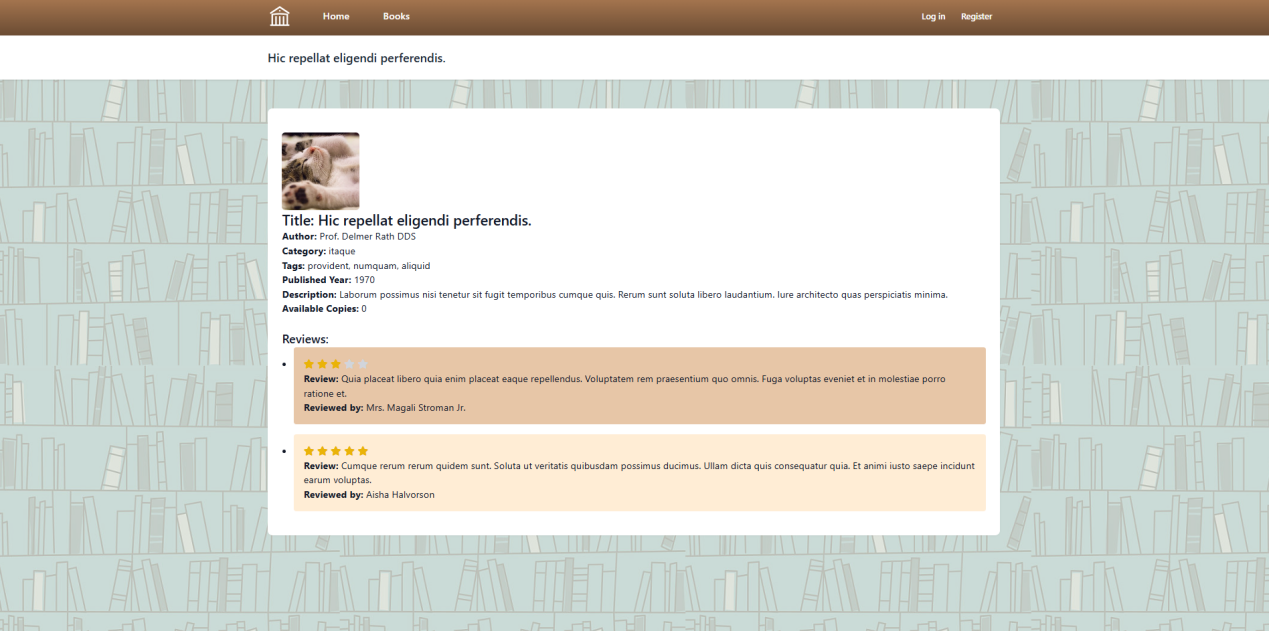 Home Books Log in Register
Hic repellat eligendi perferendis.
Title: Hic repellat eligendi perferendis.
Author: Prof. Delmer Rath DDS
Category: itaque
Tags: provident, numquam, aliquid
Published Year: 1970
Description: Laborum possimus nisi tenetur sit fugit temporibus cumque quis. Rerum sunt soluta libero laudantium. Iure architecto quas perspiciatis minima.
Available Copies: 0
Reviews:
Review: Quia placeat libero quia enim placeat eaque repellendus. Voluptatem rem praesentium quo omnis. Fuga voluptas eveniet et in molestiae porro
ratione et.
Reviewed by: Mrs. Magali Stroman Jr.
Review: Cumque rerum rerum quidem sunt. Soluta ut veritatis quibusdam possimus ducimus. Ullam dicta quis consequatur quia. Et animi iusto saepe incidunt
earum voluptas.
Reviewed by: Aisha Halvorson